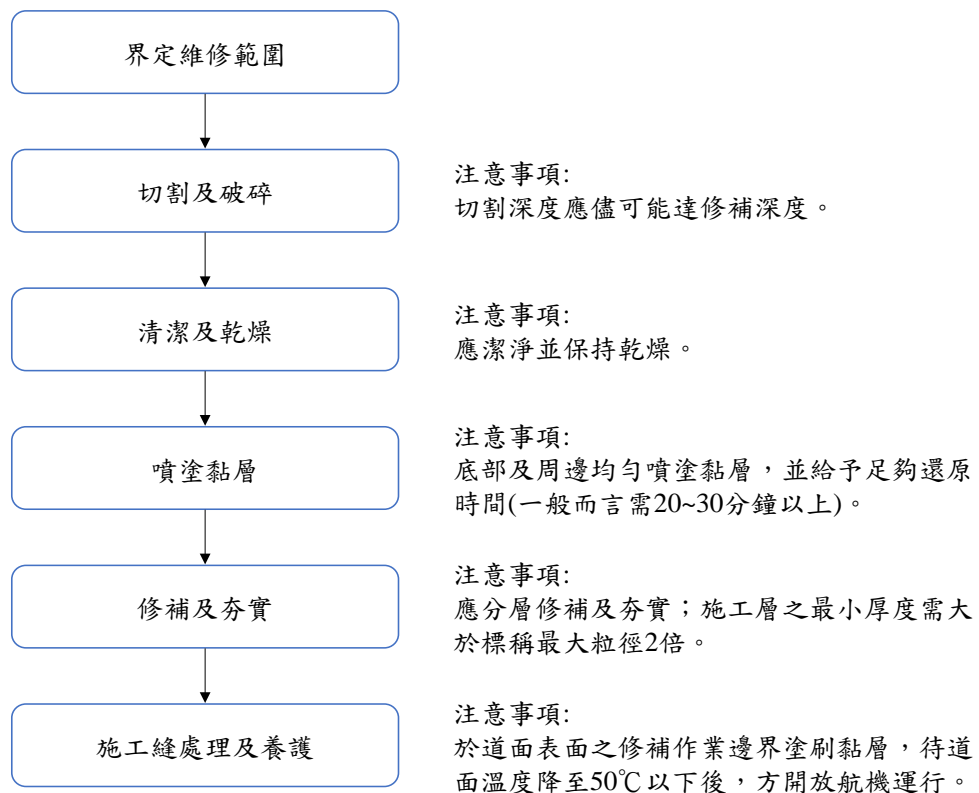 界定維修範圍
切割及破碎
注意事項:
切割深度應儘可能達修補深度。
清潔及乾燥
注意事項:
應潔淨並保持乾燥。
噴塗黏層
注意事項:
底部及周邊均勻噴塗黏層，並給予足夠還原
時間(一般而言需20~30分鐘以上)。
修補及夯實
注意事項:
應分層修補及夯實；施工層之最小厚度需大
於標稱最大粒徑2倍。
施工縫處理及養護
注意事項:
於道面表面之修補作業邊界塗刷黏層，待道
面溫度降至50℃以下後，方開放航機運行。